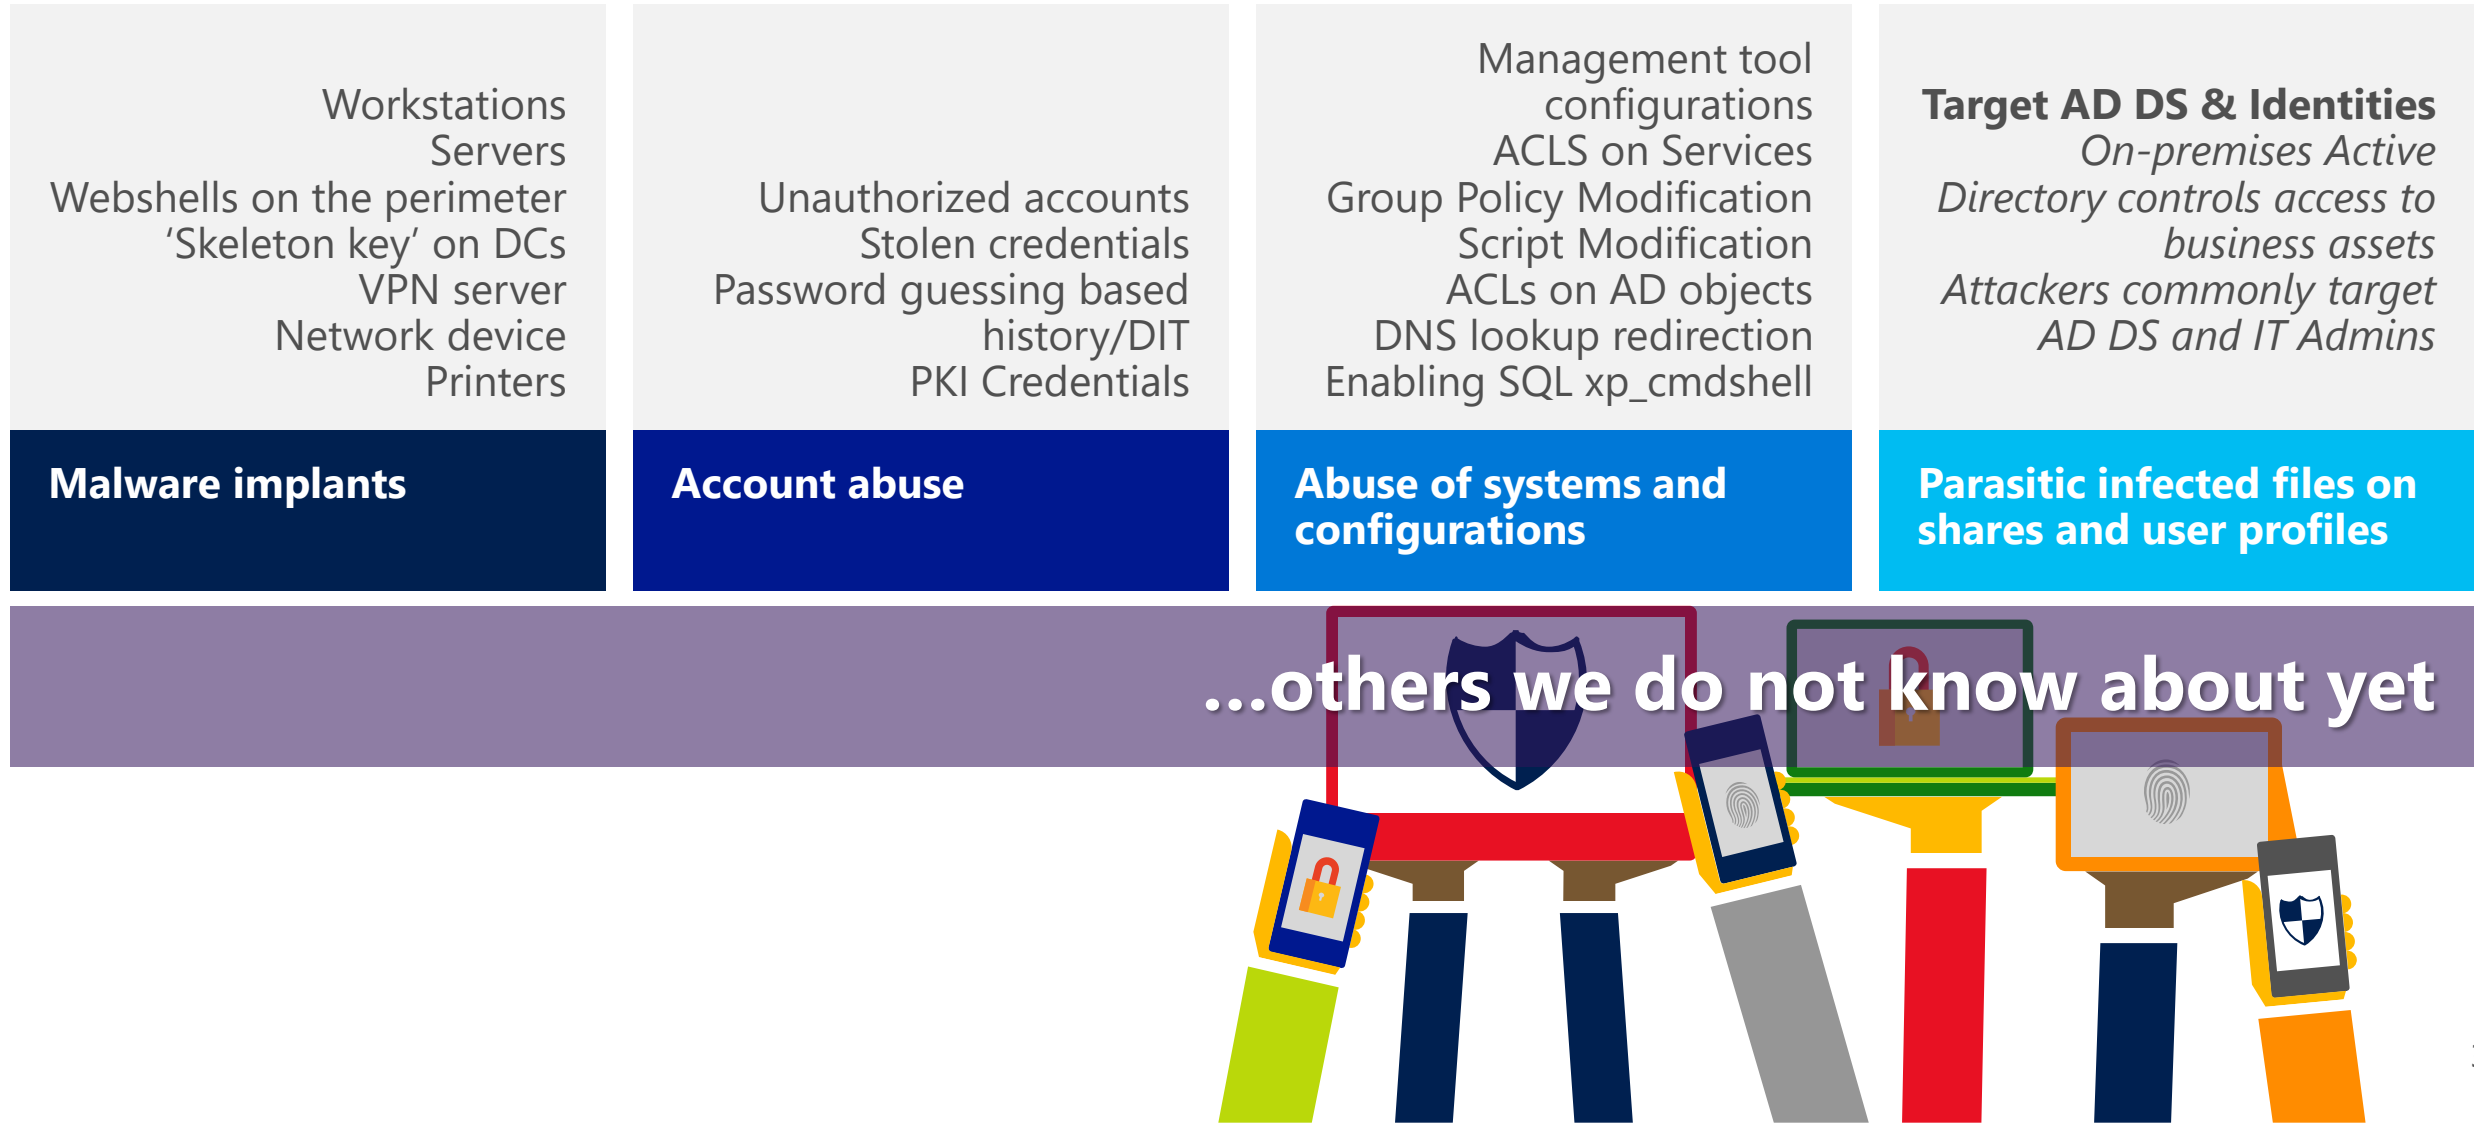 Workstations
Servers
Webshells on the perimeter
‘Skeleton key’ on DCs
VPN server
Network device
Printers
Malware implants
Unauthorized accounts
Stolen credentials
Password guessing based
history/DIT
PKI Credentials
Account abuse
Management tool
configurations
ACLS on Services
Group Policy Modification
Script Modification
ACLs on AD objects
DNS lookup redirection
Enabling SQL xp_cmdshell
Abuse of systems and
configurations
Target AD DS & Identities
On-premises Active
Directory controls access to
business assets
Attackers commonly target
AD DS and IT Admins
Parasitic infected files on
shares and user profiles
...others we do not know about yet